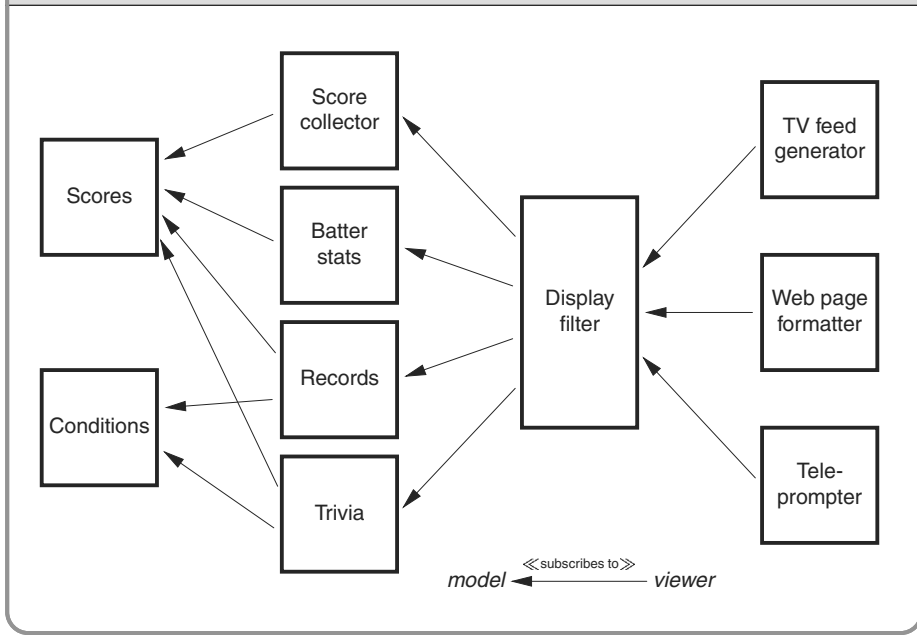 Scores
Conditions
Score
collector
Batter
stats
Records
Trivia
Display
filter
TV feed
generator
Web page
formatter
Tele-
prompter
≪subscribes to≫
model
viewer